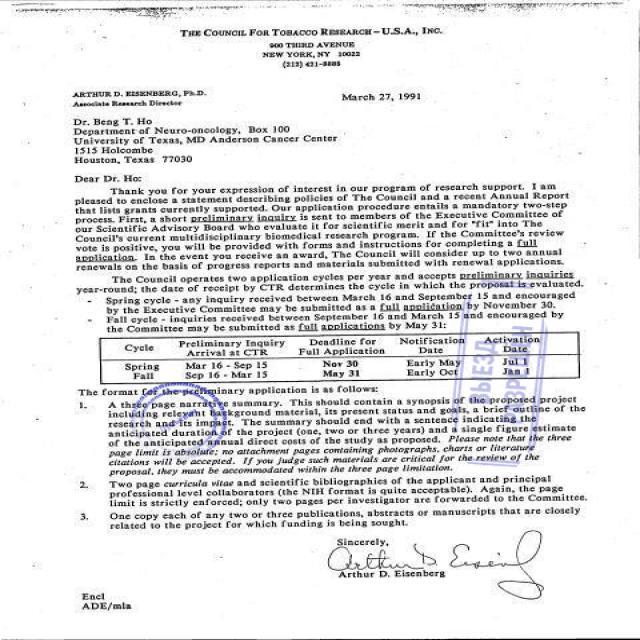 THE COUNCIL FOR TOBACCO RESEARCH – U.S.A., INC.
900 THIRD AVENUE
NEW YORK, NY 10022
(212) 421-8885
ARTHUR D. EISENBERG, Ph.D.
Associate Research Director
March 27, 1991
Dr. Beng T. Ho
Department of Neuro-oncology, Box 100
University of Texas, MD Anderson Cancer Center
1515 Holcombe
Houston, Texas 77030
Dear Dr. Ho:
Thank you for your expression of interest in our program of research support. I am
pleased to enclose a statement describing policies of The Council and a recent Annual Report
that lists grants currently supported. Our application procedure entails a mandatory two-step
process. First, a short preliminary inquiry is sent to members of the Executive Committee of
our Scientific Advisory Board who evaluate it for scientific merit and for "fit" into The
Council's current multidisciplinary biomedical research program. If the Committee's review
vote is positive, you will be provided with forms and instructions for completing a full
application. In the event you receive an award, The Council will consider up to two annual
renewals on the basis of progress reports and materials submitted with renewal applications.
The Council operates two application cycles per year and accepts preliminary inquiries
year-round; the date of receipt by CTR determines the cycle in which the proposal is evaluated.
- Spring cycle - any inquiry received between March 16 and September 15 and encouraged
by the Executive Committee may be submitted as a full application by November 30.
- Fall cycle - inquiries received between September 16 and March 15 and encouraged by
the Committee may be submitted as full applications by May 31:
Cycle Preliminary Inquiry Arrival at CTR Deadline for Full Application Notification Date Activation Date
Spring Mar 16 - Sep 15 Nov 30 Early May Jul 1
Fall Sep 16 - Mar 15 May 31 Early Oct Jan 1
The format for the preliminary application is as follows:
1. A three page narrative summary. This should contain a synopsis of the proposed project
including relevant background material, its present status and goals, a brief outline of the
research and its impact. The summary should end with a sentence indicating the
anticipated duration of the project (one, two or three years) and a single figure estimate
of the anticipated annual direct costs of the study as proposed. Please note that the three
page limit is absolute; no attachment pages containing photographs, charts or literature
citations will be accepted. If you judge such materials are critical for the review of the
proposal, they must be accommodated within the three page limitation.
2. Two page curricula vitae and scientific bibliographies of the applicant and principal
professional level collaborators (the NIH format is quite acceptable). Again, the page
limit is strictly enforced; only two pages per investigator are forwarded to the Committee.
3. One copy each of any two or three publications, abstracts or manuscripts that are closely
related to the project for which funding is being sought.
Sincerely,
Arthur D. Eisenberg
Arthur D. Eisenberg
Encl
ADE/mla